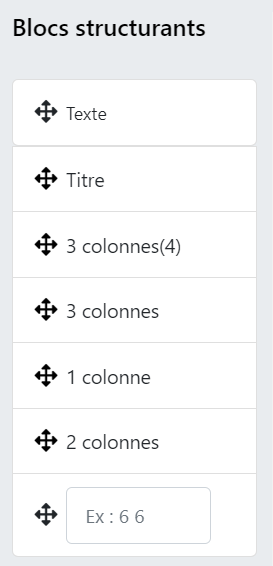 Blocs structurants
Texte
Titre
3 colonnes(4)
3 colonnes
1 colonne
2 colonnes
Ex : 6 6